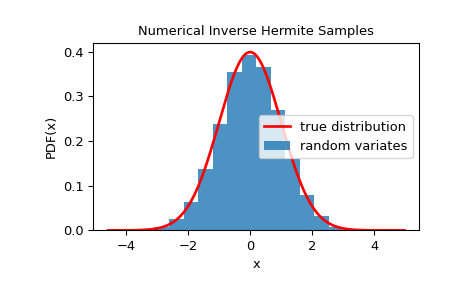 Numerical Inverse Hermite Samples
PDF(x)
0.4
0.3
0.2
0.1
0.0
true distribution
random variates
−4
−2
0
2
4
x